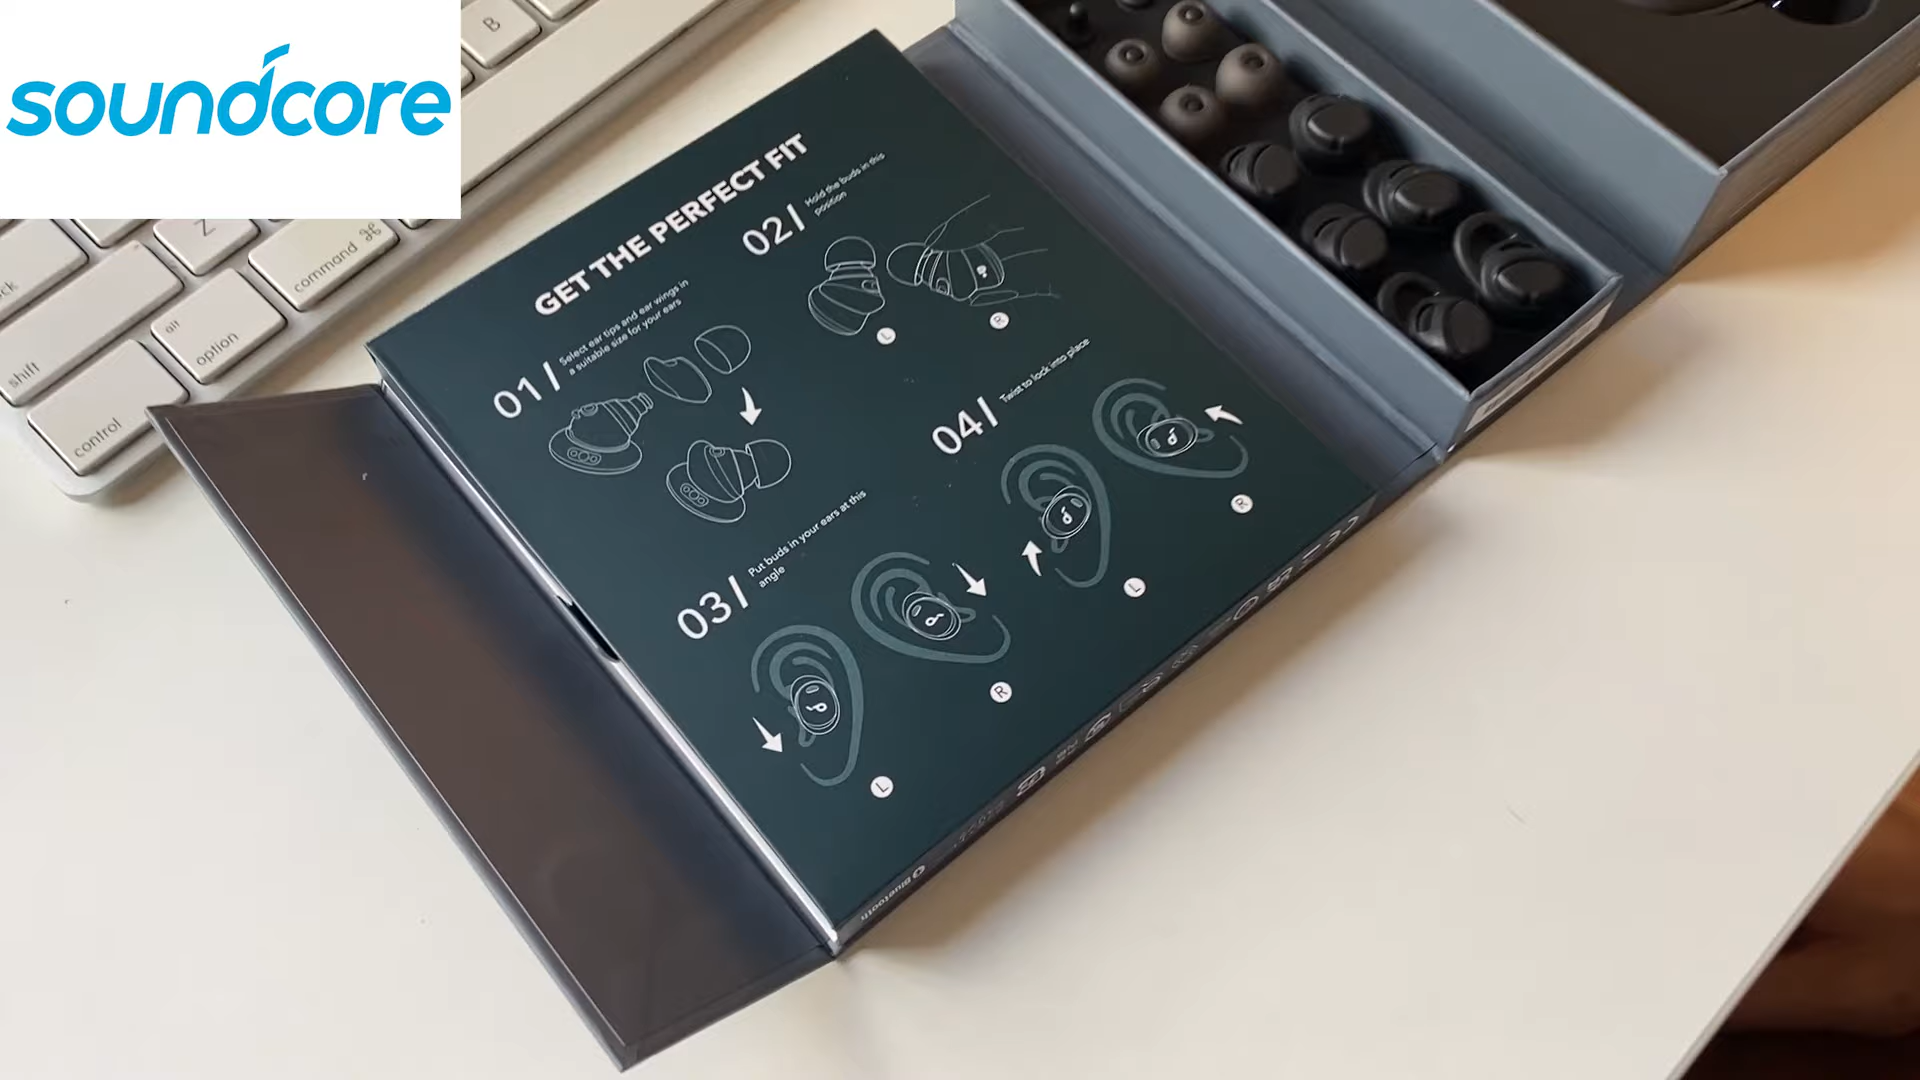 soundcore
B
Z
command ⌘
alt
option
shift
control
GET THE PERFECT FIT
01/
Select ear tips and ear wings in
a suitable size for your ears
02/
Hold the buds in this
position
L
R
03/
Put buds in your ears at this
angle
L
R
04/
Twist to lock into place
L
R
Bluetooth